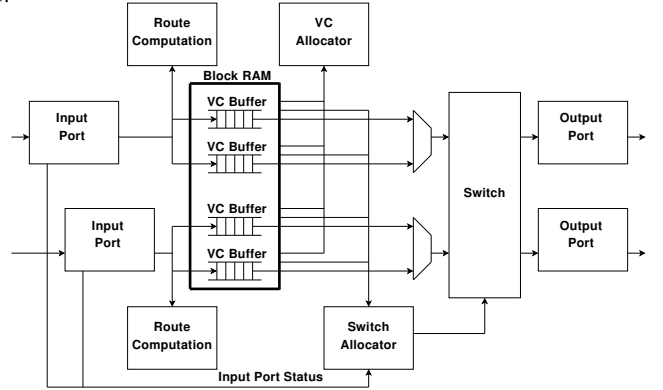 Route
Computation
VC
Allocator
Block RAM
Input
Port
VC Buffer
VC Buffer
Output
Port
Switch
Input
Port
VC Buffer
VC Buffer
Output
Port
Route
Computation
Switch
Allocator
Input Port Status